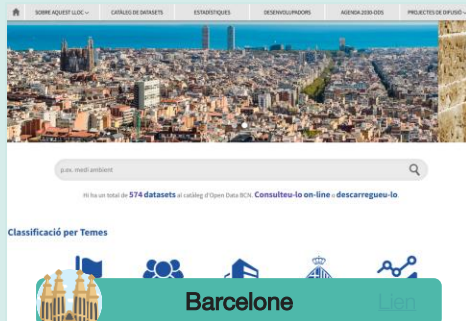 SOBRE AQUEST LLOC CATÀLEG DE DATASETS ESTADÍSTIQUES DESENVOLUPADORS AGENDA 2030-ODS PROJECTES DE DIFUSIÓ
p.ex. medi ambient
Hi ha un total de 574 datasets al catàleg d'Open Data BCN. Consulteu-lo on-line o descarregueu-lo.
Classificació per Temes
Barcelone Lien